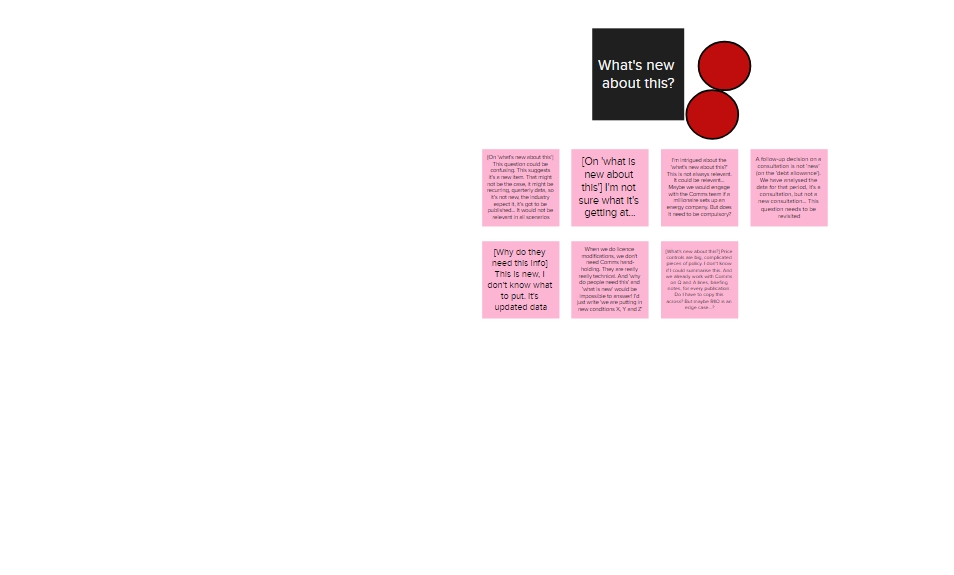 What's new
about this?
[On 'what's new about this']
This question could be
confusing. This suggests
it's a new item. That might
not be the case, it might be
recurring, quarterly data, so
it's not new, the industry
expect it, it's got to be
published... It would not be
relevant in all scenarios
[On 'what is
new about
this'] I'm not
sure what it's
getting at...
I'm intrigued about the
'what's new about this?'
This is not always relevant.
It could be relevant...
Maybe we would engage
with the Comms team if a
millionaire sets up an
energy company. But does
it need to be compulsory?
A follow-up decision on a
consultation is not 'new'
(on the 'debt allowance').
We have analysed the
data for that period, it's a
consultation, but not a
new consultation... This
question needs to be
revisited
[Why do they
need this info]
This is new, I
don't know what
to put. It's
updated data
When we do licence
modifications, we don't
need Comms hand-
holding. They are really
really technical. And 'why
do people need this' and
'what is new' would be
impossible to answer! I'd
just write 'we are putting in
new conditions X, Y and Z'
[What's new about this?] Price
controls are big, complicated
pieces of policy. I don't know
if I could summarise this. And
we already work with Comms
on Q and A lines, briefing
notes, for every publication.
Do I have to copy this
across? But maybe AND is an
edge case..?